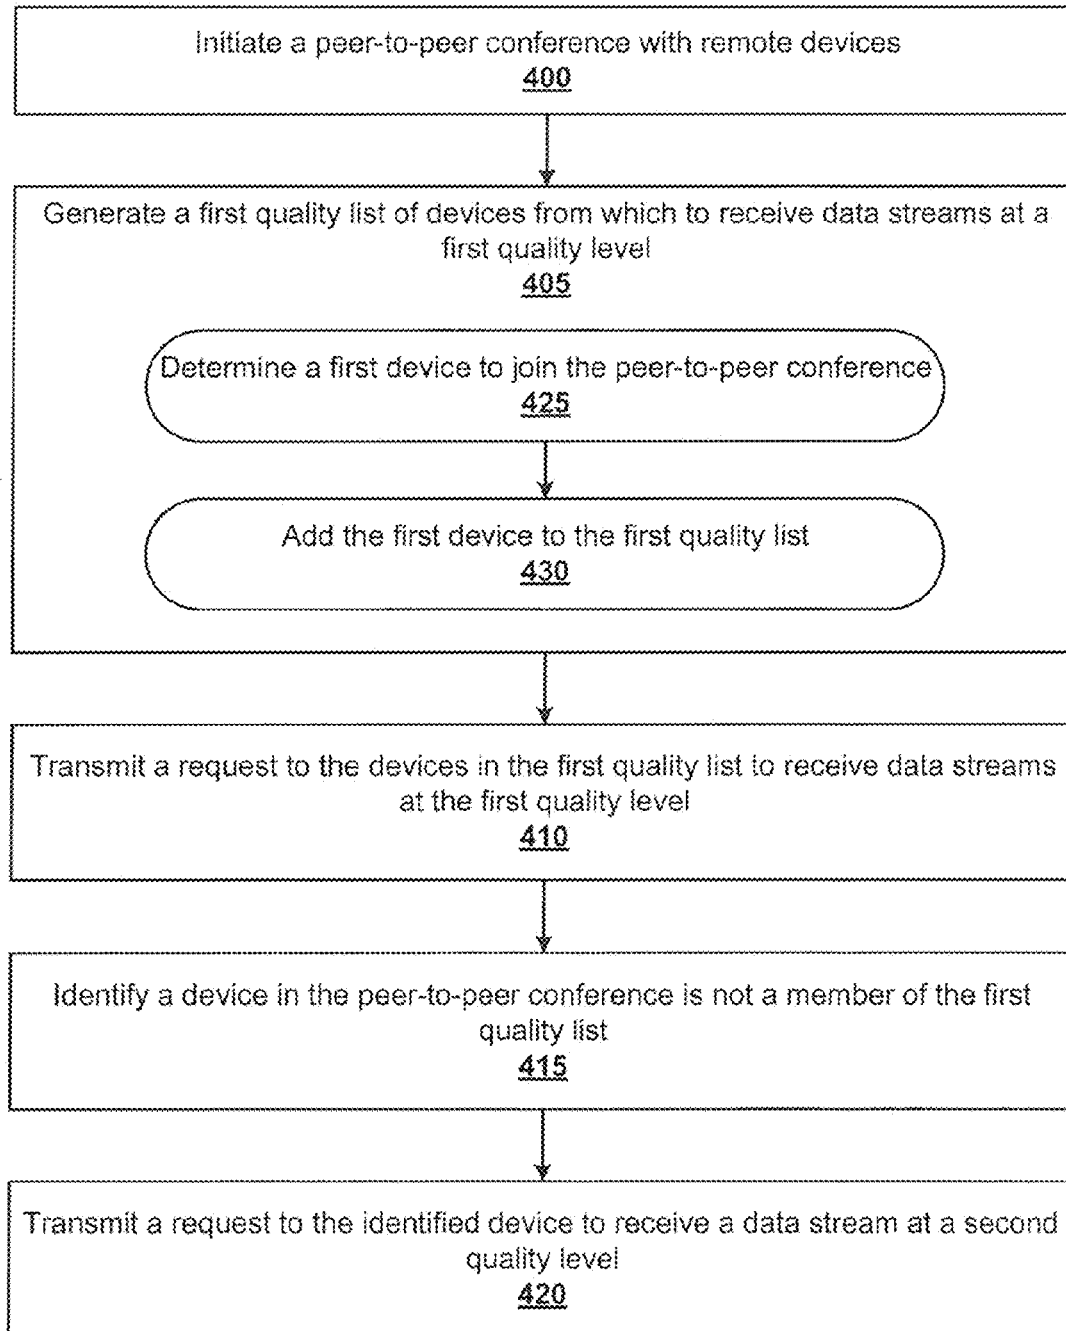 Initiate a peer-to-peer conference with remote devices
400
Generate a first quality list of devices from which to receive data streams at a
first quality level
405
Determine a first device to join the peer-to-peer conference
425
Add the first device to the first quality list
430
Transmit a request to the devices in the first quality list to receive data streams
at the first quality level
410
Identify a device in the peer-to-peer conference is not a member of the first
quality list
415
Transmit a request to the identified device to receive a data stream at a second
quality level
420